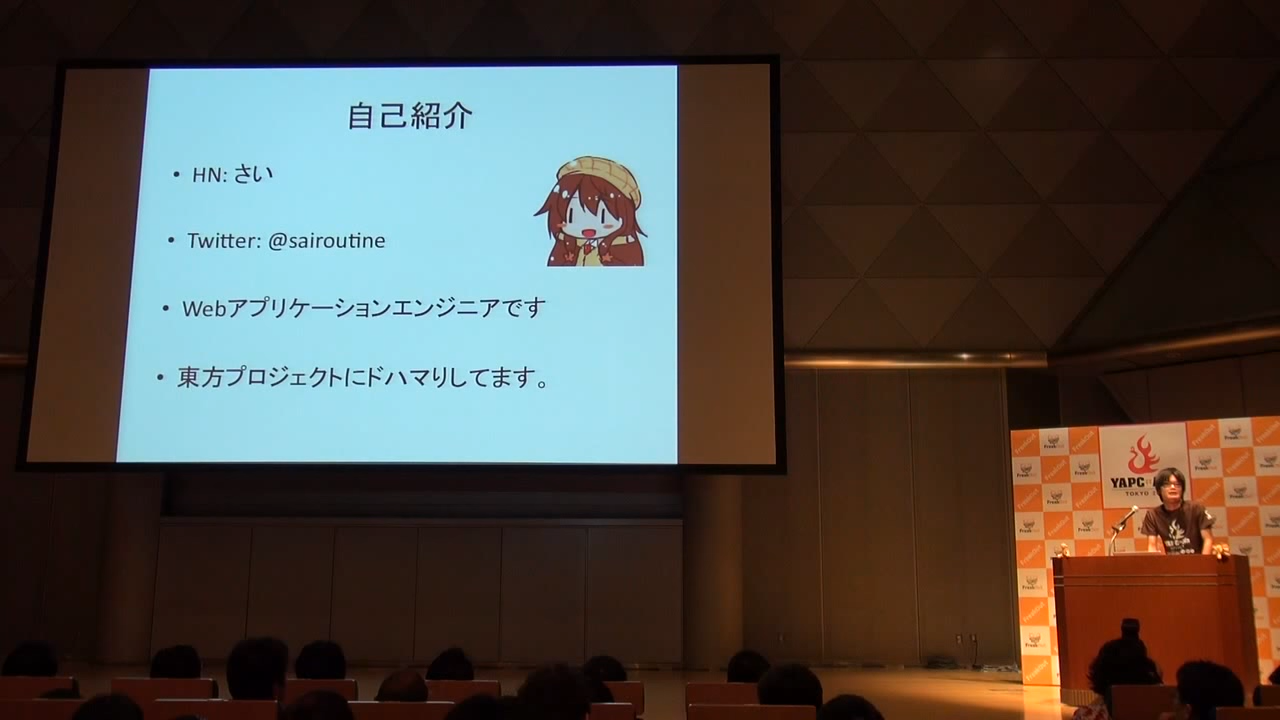 自己紹介
• HN: さい
• Twitter: @sairoutine
• Webアプリケーションエンジニアです
• 東方プロジェクトにドハマりしてます。
YAPC
TOKYO
FreakOut